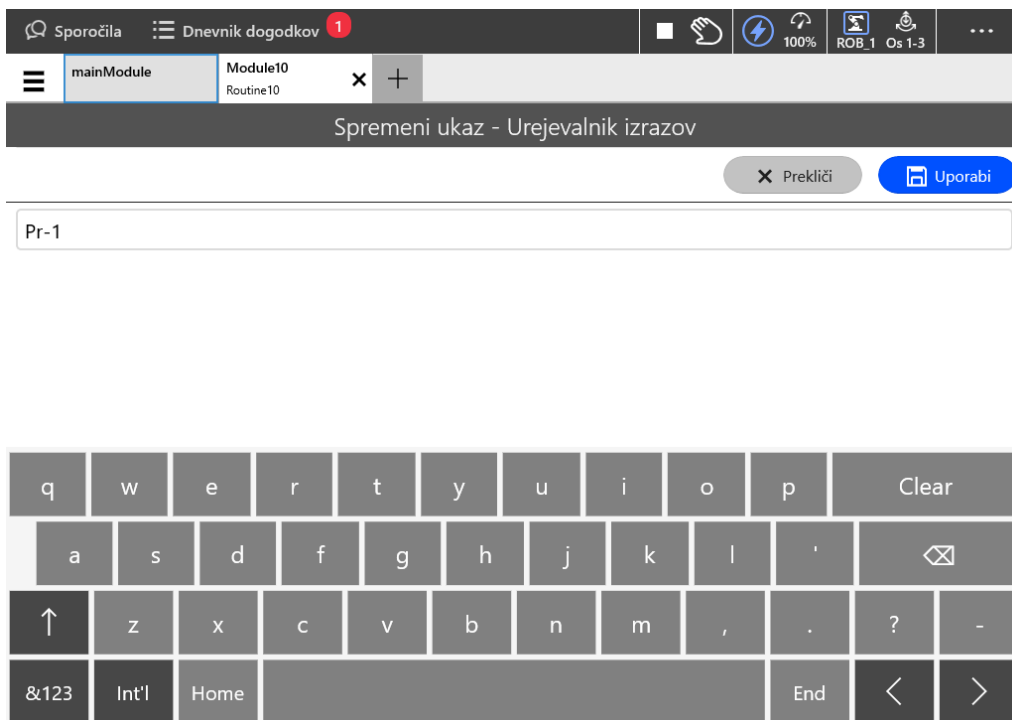 Sporočila Dnevnik dogodkov 1 100% ROB_1 Os 1-3 ...
mainModule Module10
Routine10
Spremeni ukaz - Urejevalnik izrazov
Prekliči Uporabi
Pr-1
q w e r t y u i o p Clear
a s d f g h j k l '
z x c v b n m , . ? -
&123 Int'l Home End